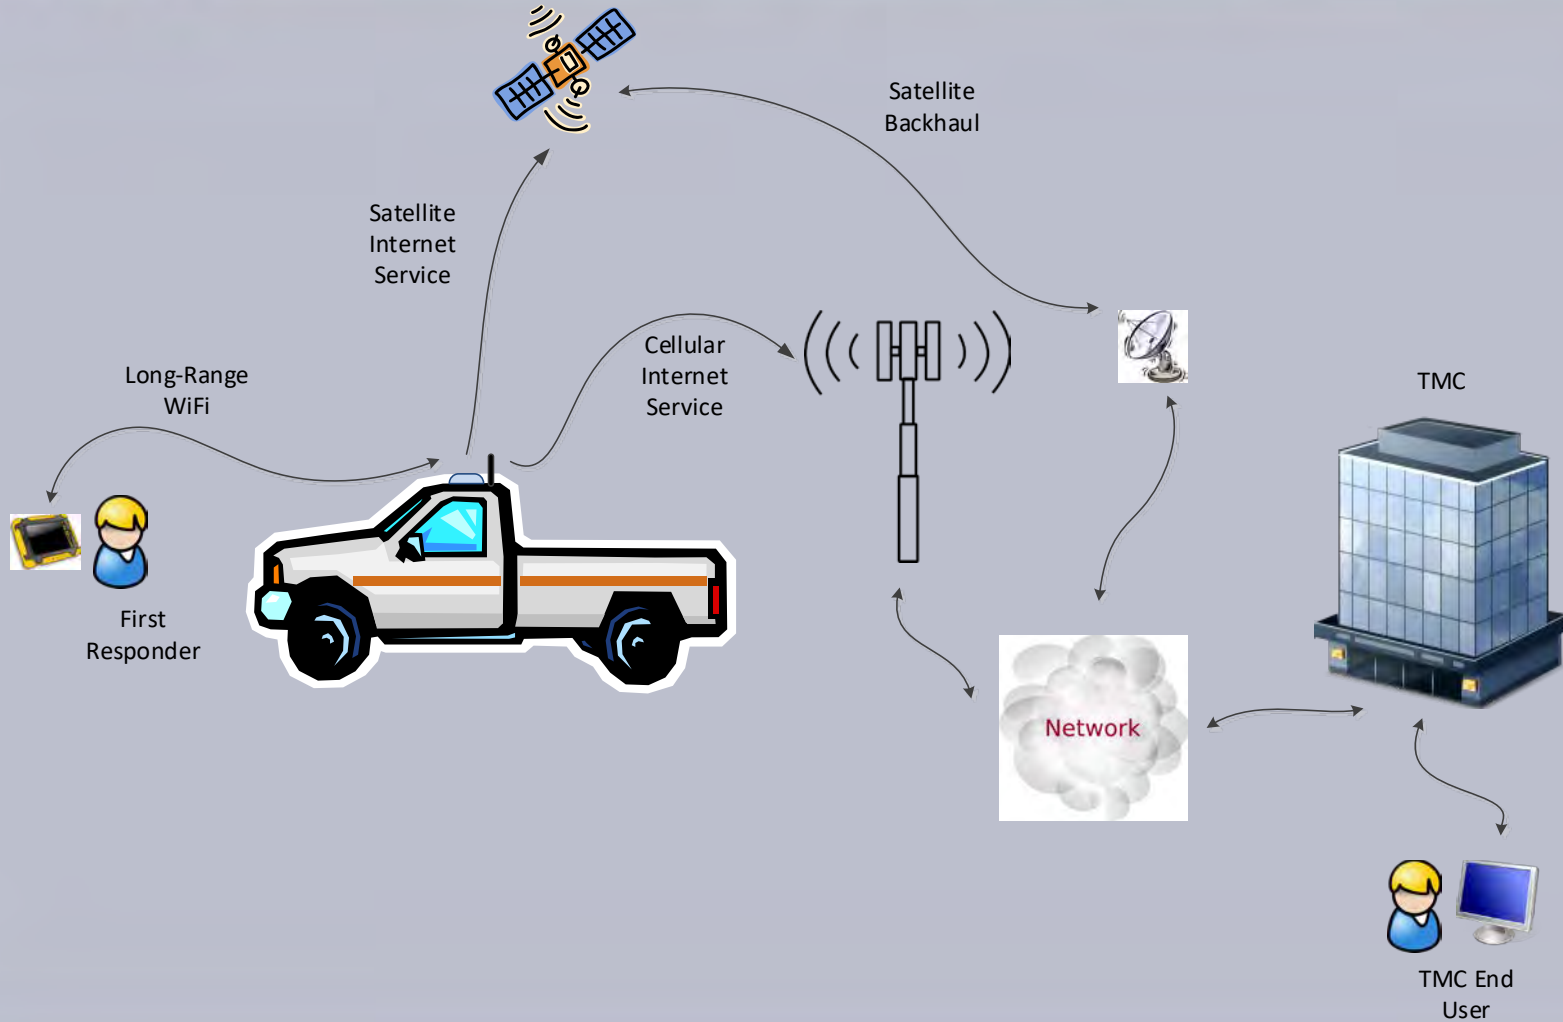 Satellite
Backhaul
Satellite
Internet
Service
Cellular
Internet
Service
Long-Range
WiFi
TMC
First
Responder
Network
TMC End
User